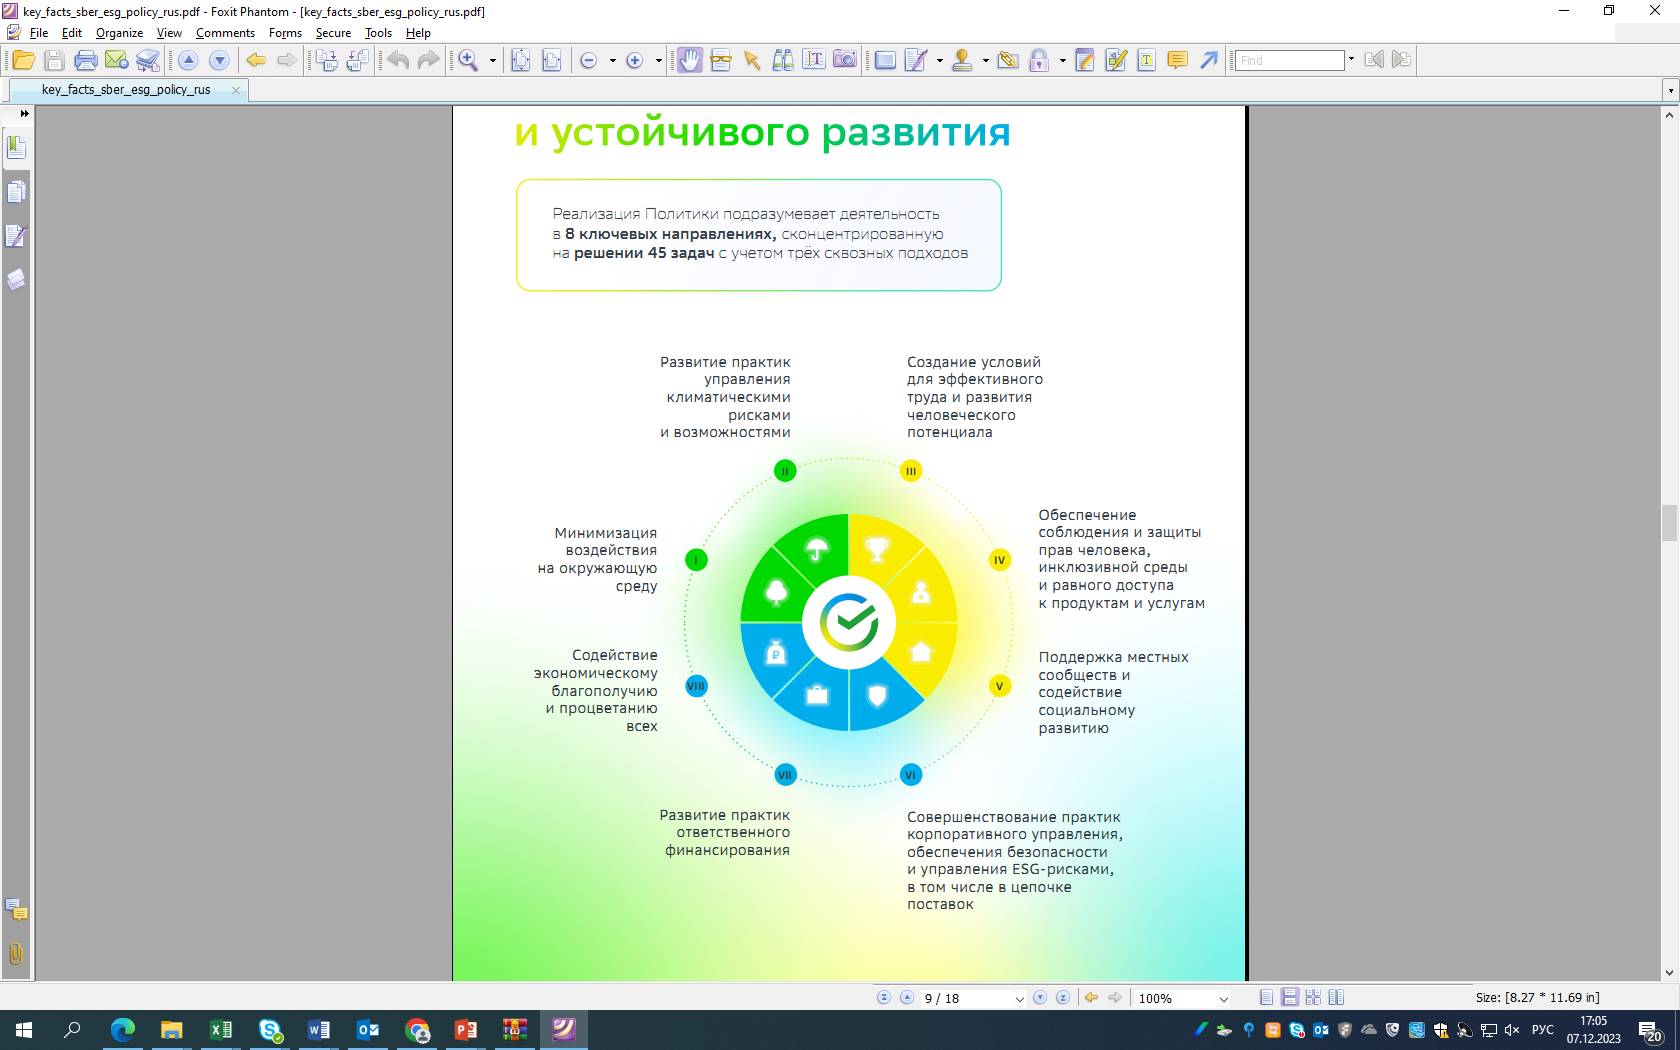 key_facts_sber_esg_policy_rus.pdf - Foxit Phantom - [key_facts_sber_esg_policy_rus.pdf]
File Edit Organize View Comments Forms Secure Tools Help
Find
key_facts_sber_esg_policy_rus
и устойчивого развития
Реализация Политики подразумевает деятельность
в 8 ключевых направлениях, сконцентрированную
на решении 45 задач с учетом трёх сквозных подходов
Развитие практик
управления
климатическими
рисками
и возможностями
Создание условий
для эффективного
труда и развития
человеческого
потенциала
II
III
Минимизация
воздействия
на окружающую
среду
I
IV
Обеспечение
соблюдения и защиты
прав человека,
инклюзивной среды
и равного доступа
к продуктам и услугам
Содействие
экономическому
благополучию
и процветанию
всех
VIII
V
Поддержка местных
сообществ и
содействие
социальному
развитию
VII
VI
Развитие практик
ответственного
финансирования
Совершенствование практик
корпоративного управления,
обеспечения безопасности
и управления ESG-рисками,
в том числе в цепочке
поставок
9 / 18
100%
Size: [8.27 * 11.69 in]
РУС
17:05
07.12.2023
20